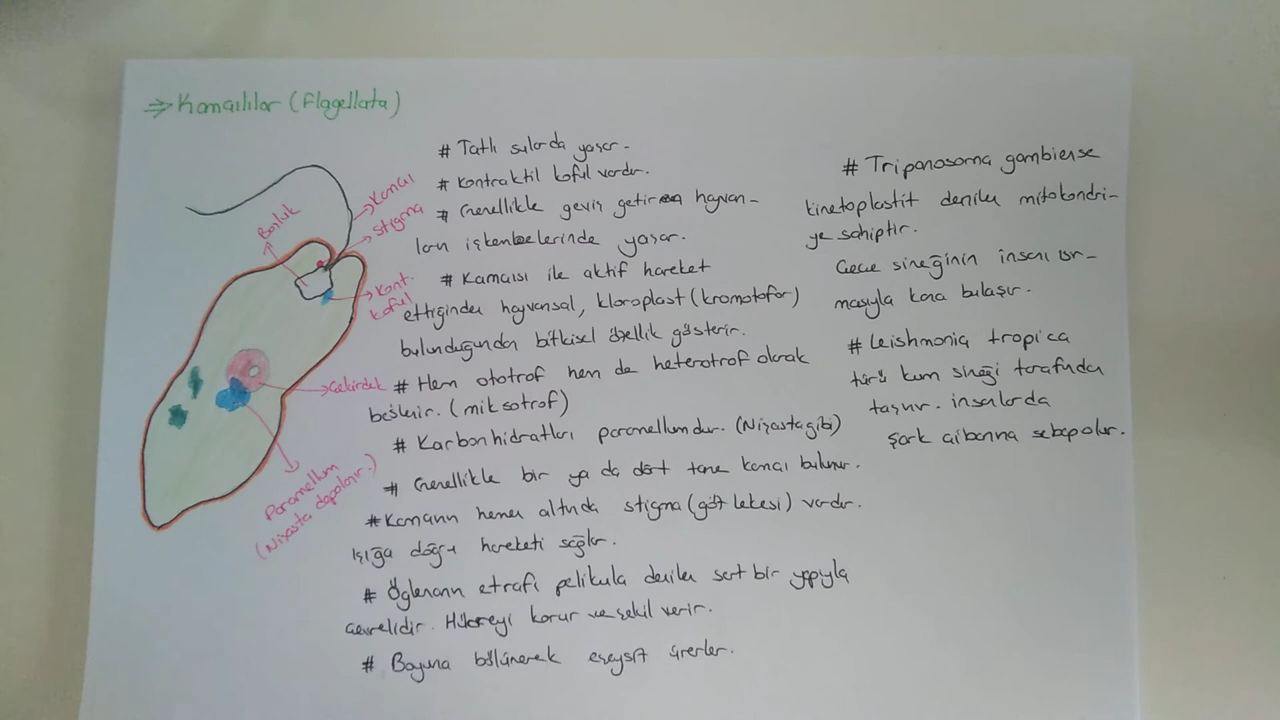 ⇒ Kamçılılar (Flagellata)
Kamçı
Stigma
Boşluk
Kont.
koful
Çekirdek
Paramellum
(Nişasta depolanır.)
# Tatlı sularda yaşar.
# Kontraktil koful vardır.
# Genellikle geviş getiren hayvan-
ların işkembelerinde yaşar.
# Kamçısı ile aktif hareket
ettiğinden hayvansal, kloroplast (kromotofor)
bulunduğundan bitkisel özellik gösterir.
# Hem ototrof hem de heterotrof olarak
beslenir. (miksotrof)
# Karbonhidratları paramellumdur. (Nişasta gibi)
# Genellikle bir ya da dört tane kamçı bulunur.
# Kamçının hemen altında stigma (göz lekesi) vardır.
Işığa doğru hareketi sağlar.
# Öglenanın etrafı pelikula denilen sert bir yapıyla
çevrelidir. Hücreyi korur ve şekil verir.
# Boyuna bölünerek eşeysiz ürerler.
# Tripanosoma gambiense
kinetoplastit denilen mitokondri-
ye sahiptir.
Çeçe sineğinin insanı ısır-
masıyla kana bulaşır.
# Leishmonia tropica
türü kum sineği tarafından
taşınır. insanlarda
şark çıbanına sebep olur.